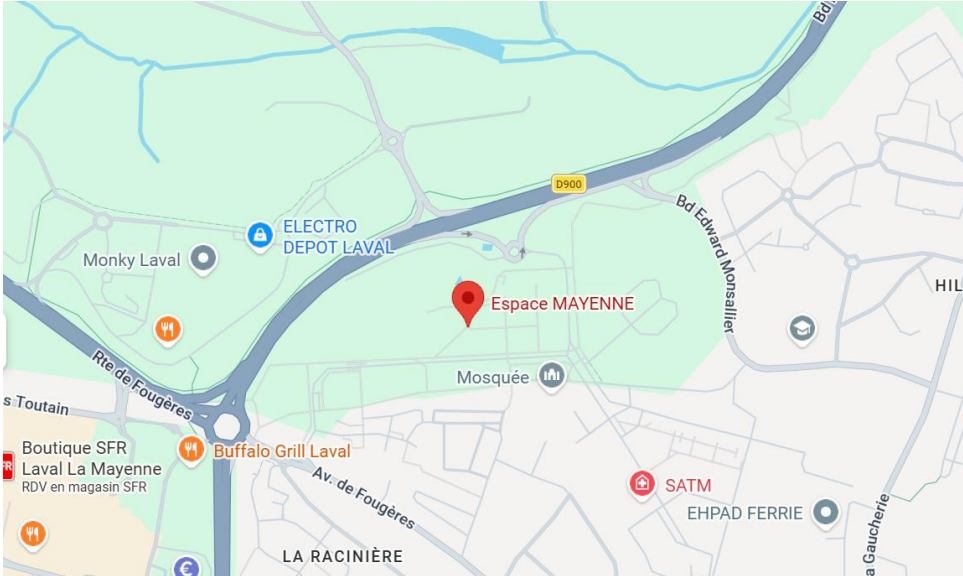 Bd
D900
Bd Edward Monsallier
ELECTRO
DEPOT LAVAL
Monky Laval
HIL
Espace MAYENNE
Rte de Fougères
Mosquée
s Toutain
Boutique SFR
Laval La Mayenne
RDV en magasin SFR
FR
Buffalo Grill Laval
Av. de Fougères
SATM
EHPAD FERRIE
a Gaucherie
LA RACINIÈRE
€